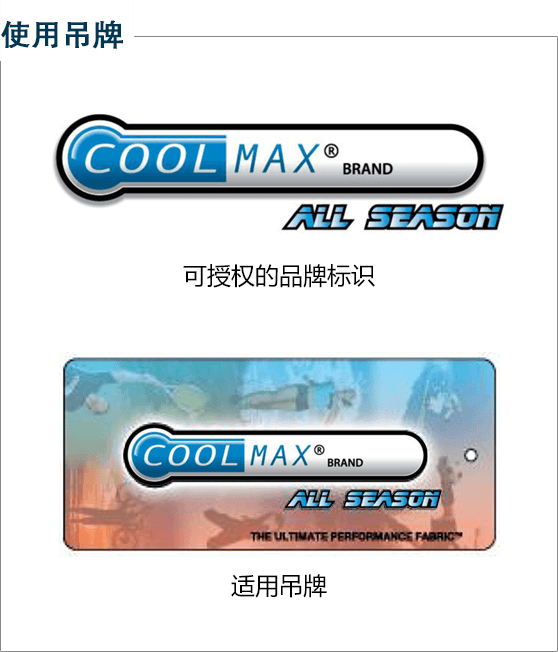 使用吊牌
COOLMAX® BRAND
ALL SEASON
可授权的品牌标识
COOLMAX® BRAND
ALL SEASON
THE ULTIMATE PERFORMANCE FABRIC™
适用吊牌